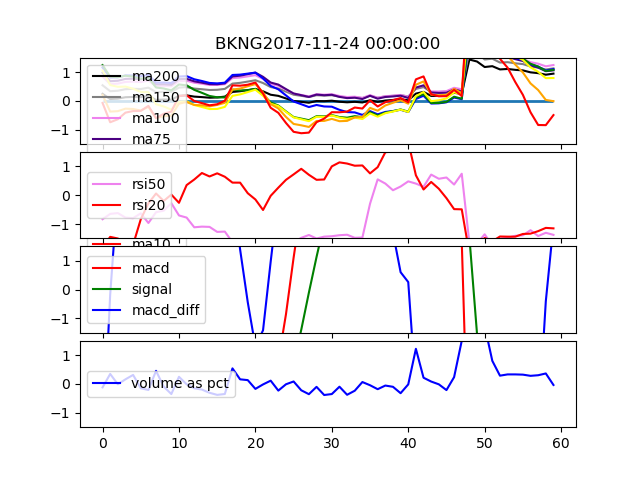 BKNG2017-11-24 00:00:00
1
0
−1
ma200
ma150
ma100
ma75
1
0
−1
rsi50
rsi20
ma10
1
0
−1
macd
signal
macd_diff
1
0
−1
volume as pct
0 10 20 30 40 50 60